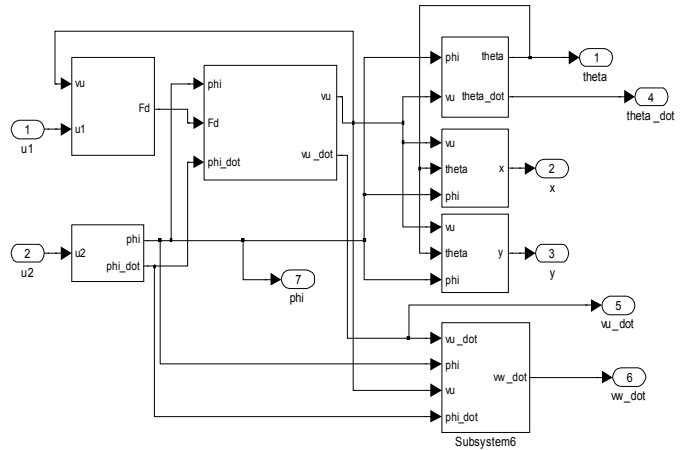 1
u1
2
u2
vu
u1
Fd
u2
phi
phi_dot
phi
Fd
phi_dot
vu
vu_dot
7
phi
phi
vu
theta
theta_dot
vu
theta
phi
x
vu
theta
phi
y
vu_dot
phi
vu
phi_dot
vw_dot
Subsystem6
1
theta
4
theta_dot
2
x
3
y
5
vu_dot
6
vw_dot